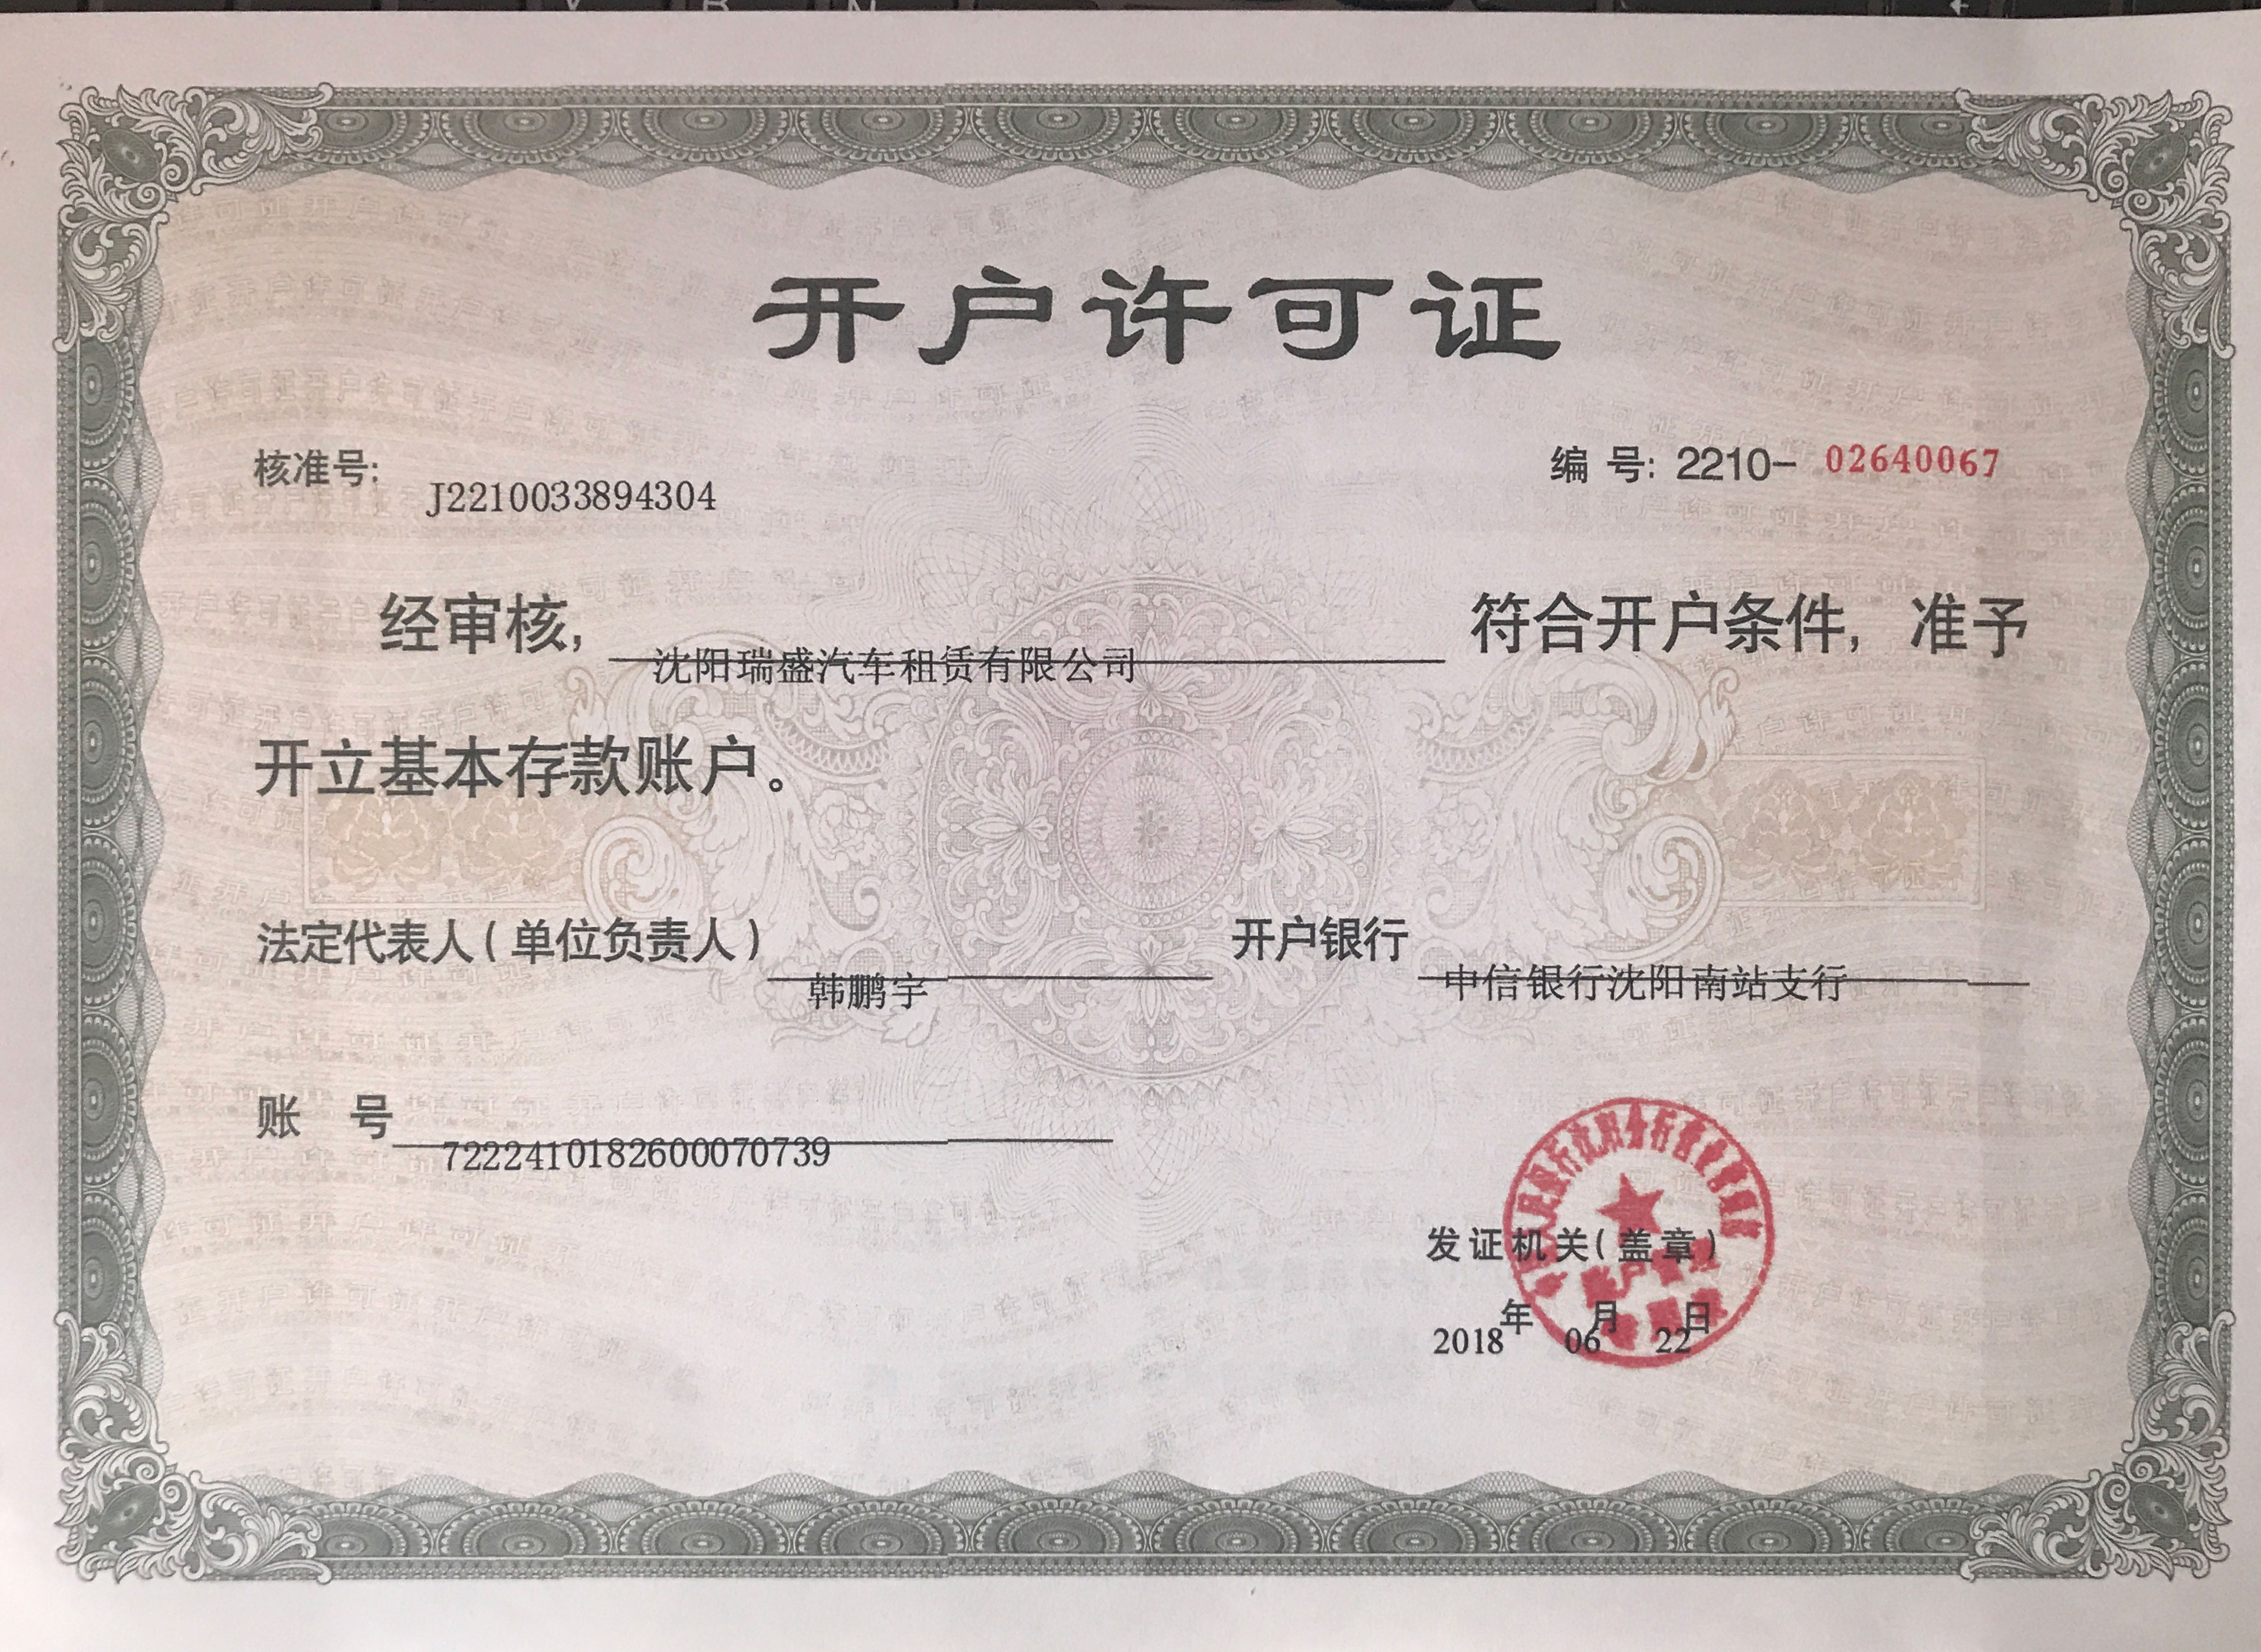 开户许可证
核准号: J2210033894304
编 号: 2210- 02640067
经审核, 沈阳瑞盛汽车租赁有限公司 符合开户条件, 准予
开立基本存款账户。
法定代表人(单位负责人) 韩鹏宇 开户银行 中信银行沈阳南站支行
账 号 7222410182600070739
发证机关(盖章)
2018年 06月 22日